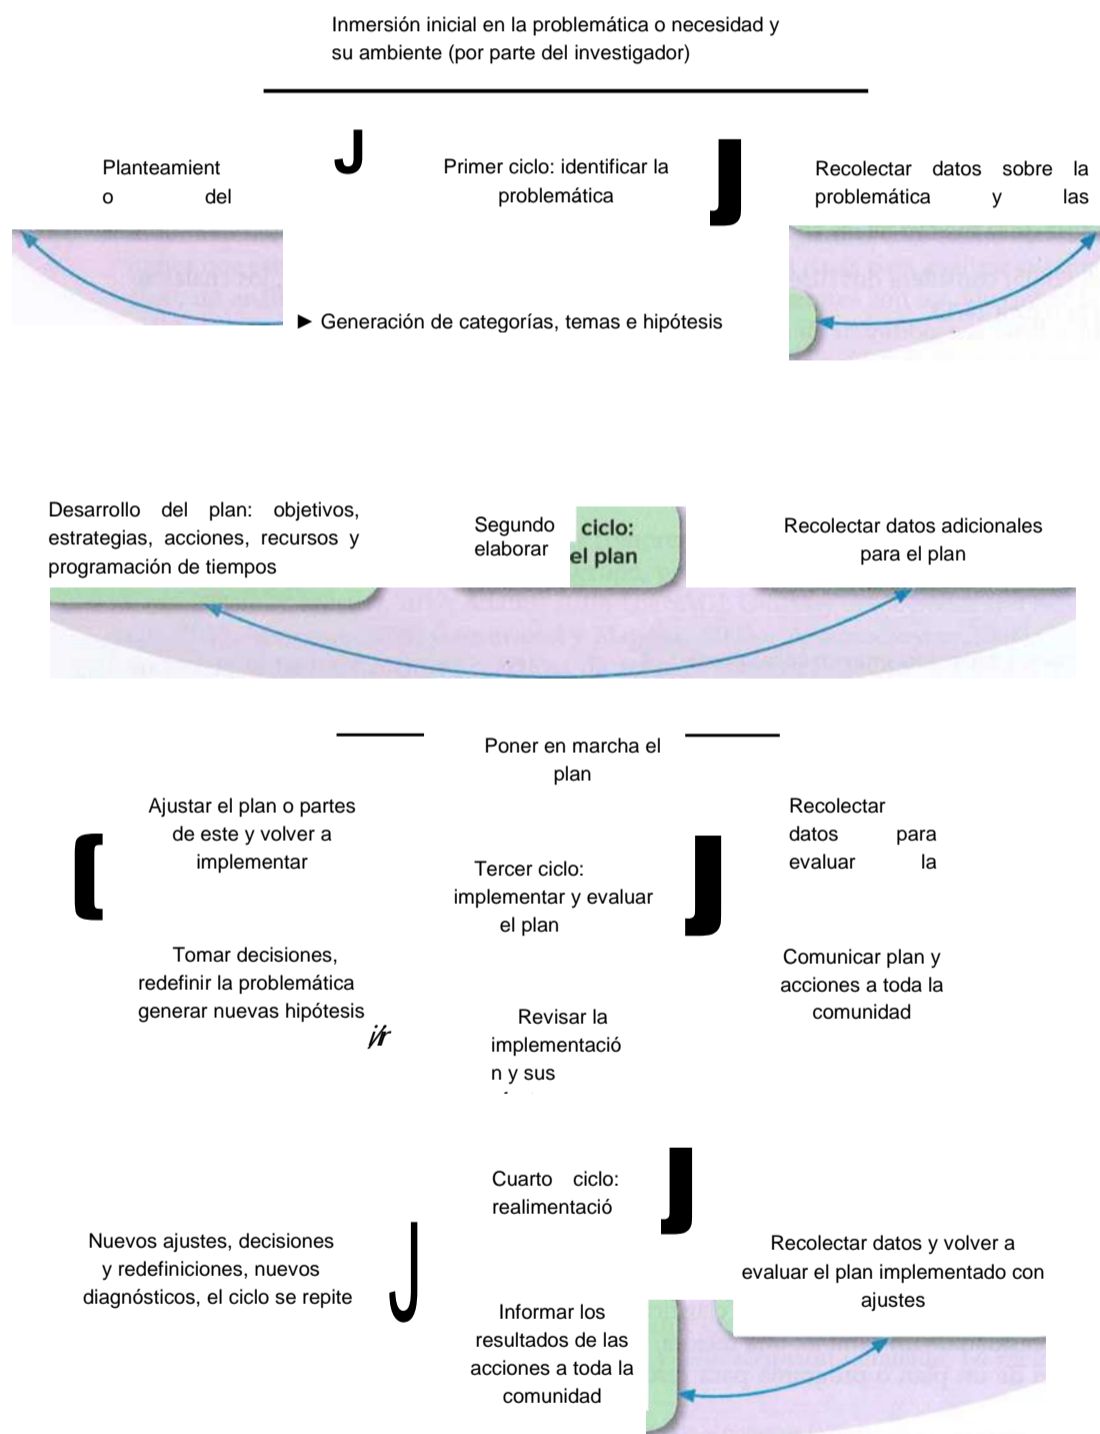 Inmersión inicial en la problemática o necesidad y
su ambiente (por parte del investigador)
Planteamient
o del
J
Primer ciclo: identificar la
problemática
J
Recolectar datos sobre la
problemática y las
► Generación de categorías, temas e hipótesis
Desarrollo del plan: objetivos,
estrategias, acciones, recursos y
programación de tiempos
Segundo ciclo:
elaborar el plan
Recolectar datos adicionales
para el plan
Poner en marcha el
plan
Ajustar el plan o partes
de este y volver a
implementar
[
Tercer ciclo:
implementar y evaluar
el plan
J
Recolectar
datos para
evaluar la
Tomar decisiones,
redefinir la problemática
generar nuevas hipótesis
Comunicar plan y
acciones a toda la
comunidad
Revisar la
implementació
n y sus
Cuarto ciclo:
realimentació
J
Nuevos ajustes, decisiones
y redefiniciones, nuevos
diagnósticos, el ciclo se repite
J
Recolectar datos y volver a
evaluar el plan implementado con
ajustes
Informar los
resultados de las
acciones a toda la
comunidad